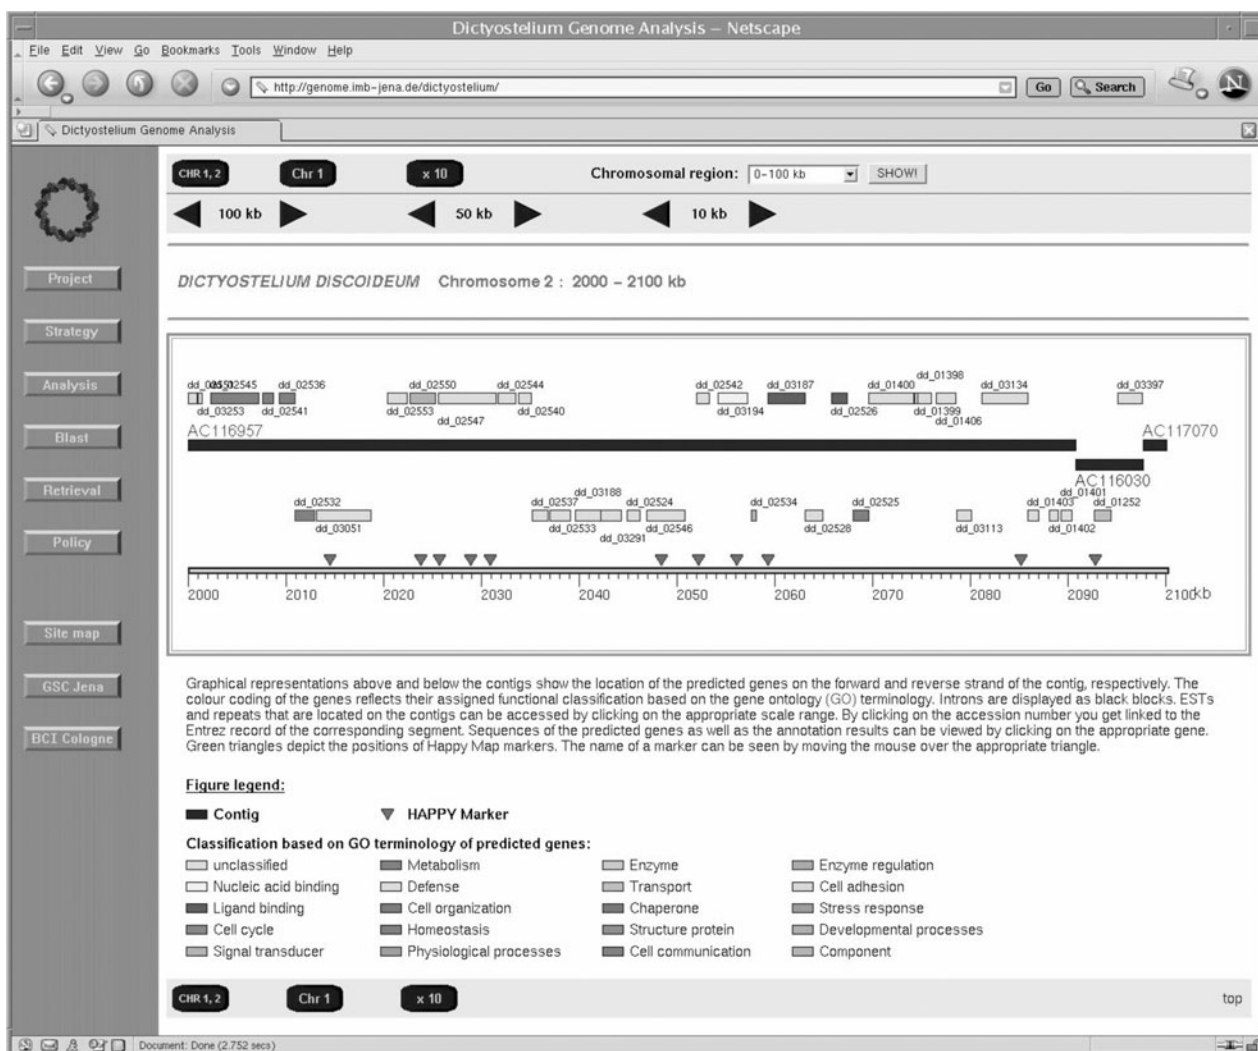 Dictyostelium Genome Analysis – Netscape
File Edit View Go Bookmarks Tools Window Help
http://genome.imb-jena.de/dictyostelium/ Go Search N
Dictyostelium Genome Analysis
CHR 1, 2 Chr 1 x 10 Chromosomal region: 0-100 kb SHOW!
100 kb 50 kb 10 kb
Project
Strategy
Analysis
Blast
Retrieval
Policy
Site map
GSC Jena
BCI Cologne
DICTYOSTELIUM DISCOIDEUM Chromosome 2 : 2000 – 2100 kb
dd_01398
dd_02545 dd_02536 dd_02550 dd_02544 dd_02542 dd_03187 dd_01400 dd_03134 dd_03397
dd_03253 dd_02541 dd_02553 dd_02540 dd_03194 dd_02526 dd_01399
dd_02547 dd_01406
AC116957 AC117070
AC116030
dd_03188 dd_01401
dd_02532 dd_02537 dd_02524 dd_02534 dd_02525 dd_01403 dd_01252
dd_03051 dd_02533 dd_02546 dd_02528 dd_03113 dd_01402
dd_03291
2000 2010 2020 2030 2040 2050 2060 2070 2080 2090 2100kb
Graphical representations above and below the contigs show the location of the predicted genes on the forward and reverse strand of the contig, respectively. The
colour coding of the genes reflects their assigned functional classification based on the gene ontology (GO) terminology. Introns are displayed as black blocks. ESTs
and repeats that are located on the contigs can be accessed by clicking on the appropriate scale range. By clicking on the accession number you get linked to the
Entrez record of the corresponding segment. Sequences of the predicted genes as well as the annotation results can be viewed by clicking on the appropriate gene.
Green triangles depict the positions of Happy Map markers. The name of a marker can be seen by moving the mouse over the appropriate triangle.
Figure legend:
Contig HAPPY Marker
Classification based on GO terminology of predicted genes:
unclassified Metabolism Enzyme Enzyme regulation
Nucleic acid binding Defense Transport Cell adhesion
Ligand binding Cell organization Chaperone Stress response
Cell cycle Homeostasis Structure protein Developmental processes
Signal transducer Physiological processes Cell communication Component
CHR 1, 2 Chr 1 x 10 top
Document: Done (2.752 secs)